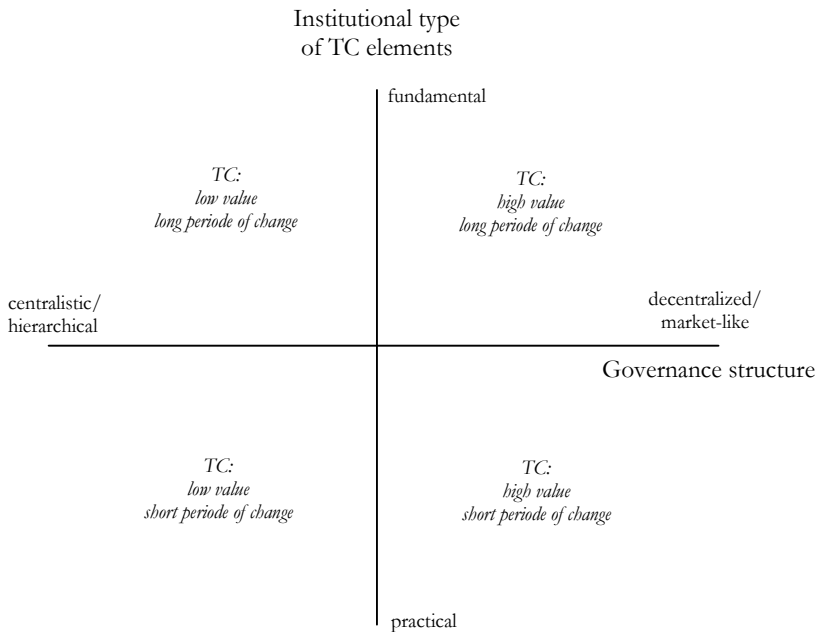 Institutional type
of TC elements
fundamental
TC:
low value
long periode of change
TC:
high value
long periode of change
centralistic/
hierarchical
decentralized/
market-like
Governance structure
TC:
low value
short periode of change
TC:
high value
short periode of change
practical